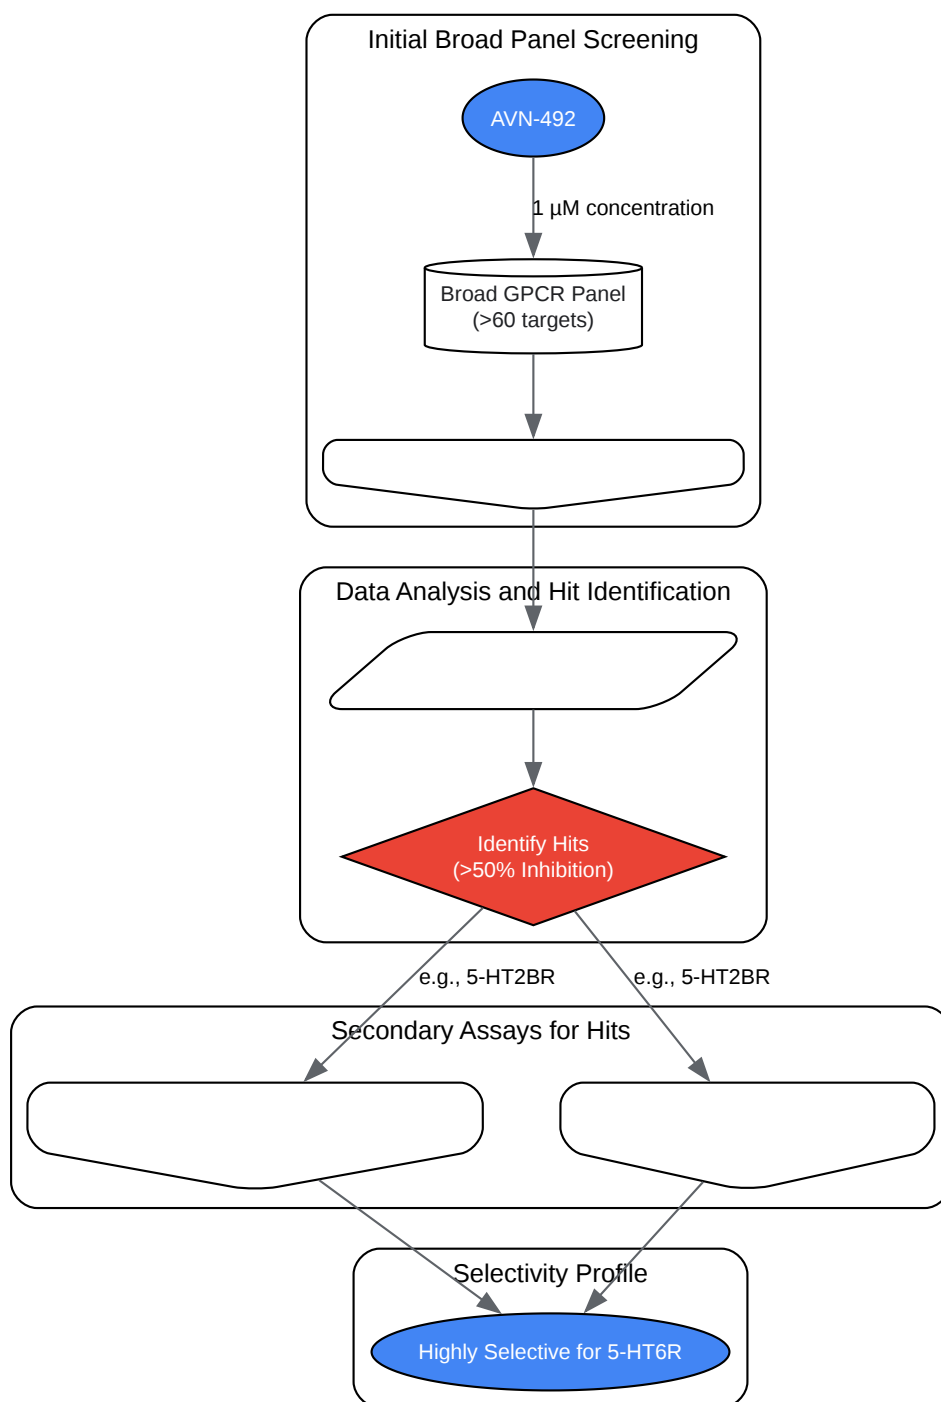 Initial Broad Panel Screening
AVN-492
1 µM concentration
Broad GPCR Panel
(>60 targets)
Data Analysis and Hit Identification
Identify Hits
(>50% Inhibition)
e.g., 5-HT2BR
e.g., 5-HT2BR
Secondary Assays for Hits
Selectivity Profile
Highly Selective for 5-HT6R